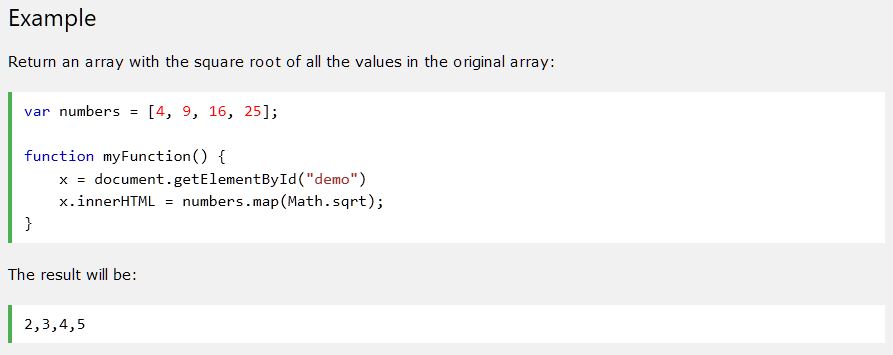 Example
Return an array with the square root of all the values in the original array:
var numbers = [4, 9, 16, 25];
function myFunction() {
    x = document.getElementById("demo")
    x.innerHTML = numbers.map(Math.sqrt);
}
The result will be:
2,3,4,5